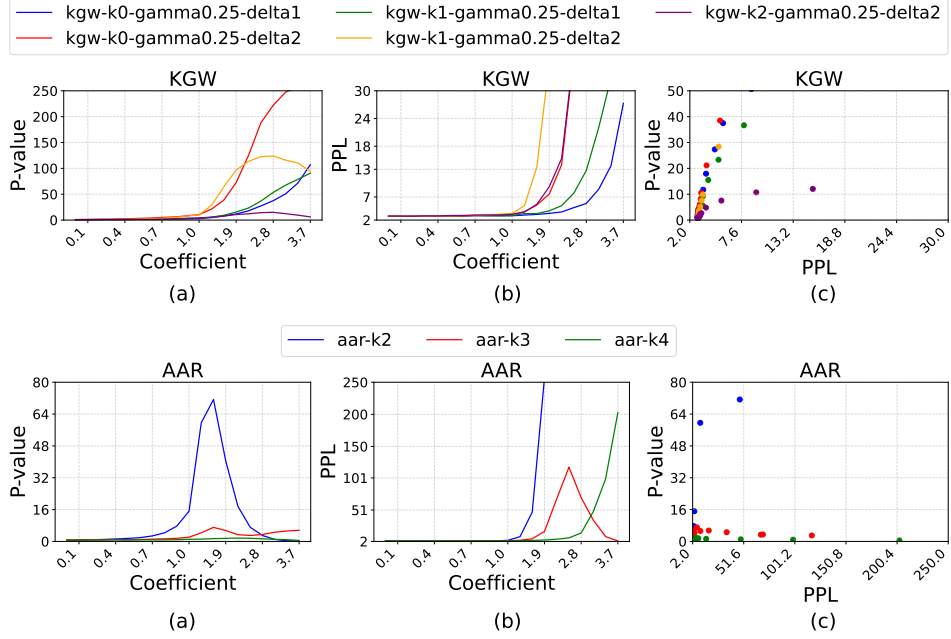 kgw-k0-gamma0.25-delta1 kgw-k1-gamma0.25-delta1 kgw-k2-gamma0.25-delta2
kgw-k0-gamma0.25-delta2 kgw-k1-gamma0.25-delta2
KGW
P-value
250
200
150
100
50
0
0.1 0.4 0.7 1.0 1.9 2.8 3.7
Coefficient
(a)
KGW
PPL
30
24
18
13
7
2
0.1 0.4 0.7 1.0 1.9 2.8 3.7
Coefficient
(b)
KGW
P-value
50
40
30
20
10
0
2.0 7.6 13.2 18.8 24.4 30.0
PPL
(c)
aar-k2 aar-k3 aar-k4
AAR
P-value
80
64
48
32
16
0
0.1 0.4 0.7 1.0 1.9 2.8 3.7
Coefficient
(a)
AAR
PPL
250
200
150
101
51
2
0.1 0.4 0.7 1.0 1.9 2.8 3.7
Coefficient
(b)
AAR
P-value
80
64
48
32
16
0
2.0 51.6 101.2 150.8 200.4 250.0
PPL
(c)